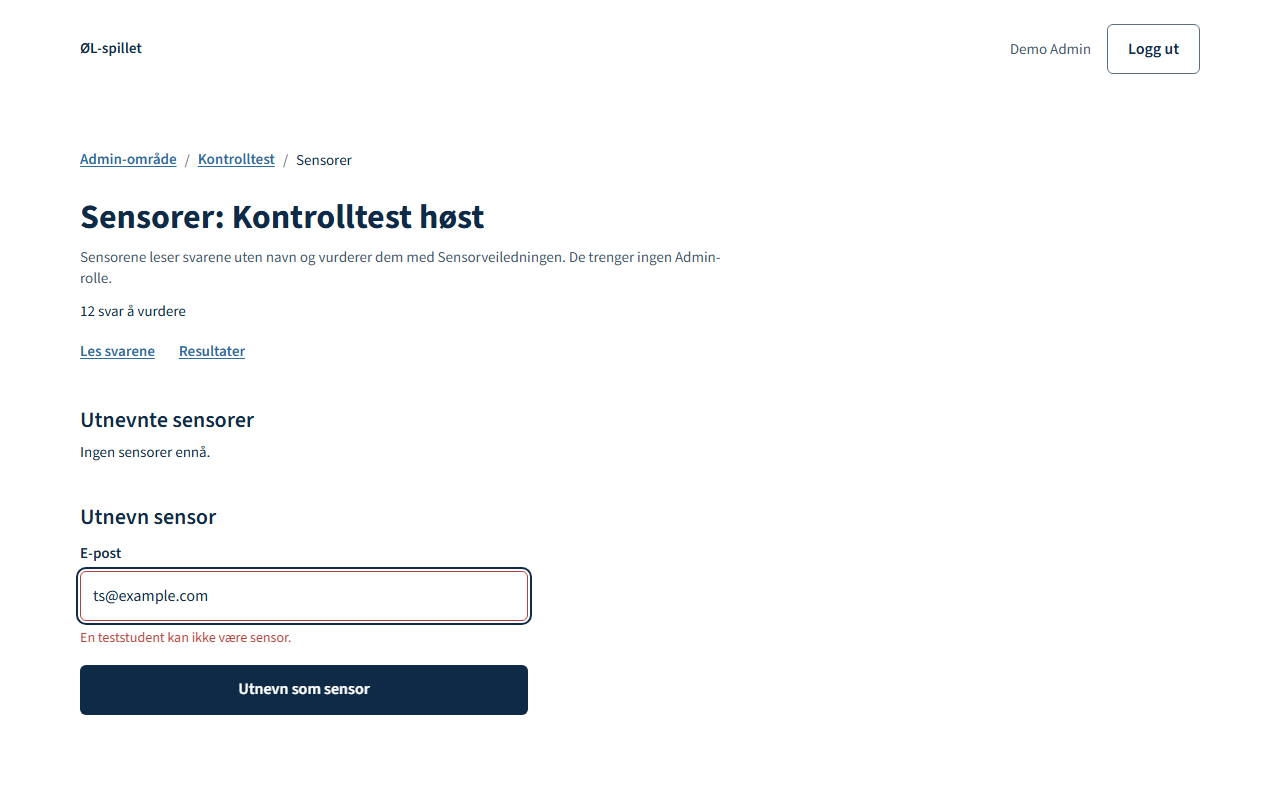 ØL-spillet
Demo Admin
Logg ut
Admin-område / Kontrolltest / Sensorer
Sensorer: Kontrolltest høst
Sensorene leser svarene uten navn og vurderer dem med Sensorveiledningen. De trenger ingen Admin-
rolle.
12 svar å vurdere
Les svarene Resultater
Utnevnte sensorer
Ingen sensorer ennå.
Utnevn sensor
E-post
ts@example.com
En teststudent kan ikke være sensor.
Utnevn som sensor